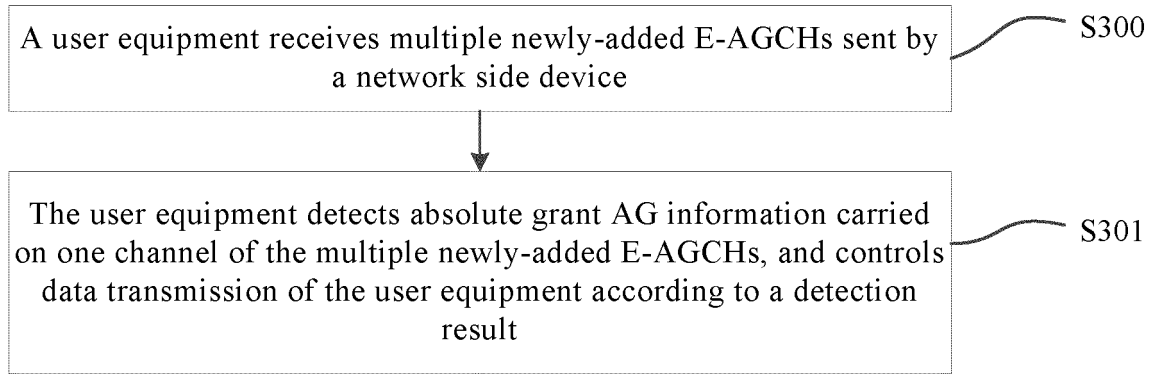 A user equipment receives multiple newly-added E-AGCHs sent by
a network side device
S300
The user equipment detects absolute grant AG information carried
on one channel of the multiple newly-added E-AGCHs, and controls
data transmission of the user equipment according to a detection
result
S301